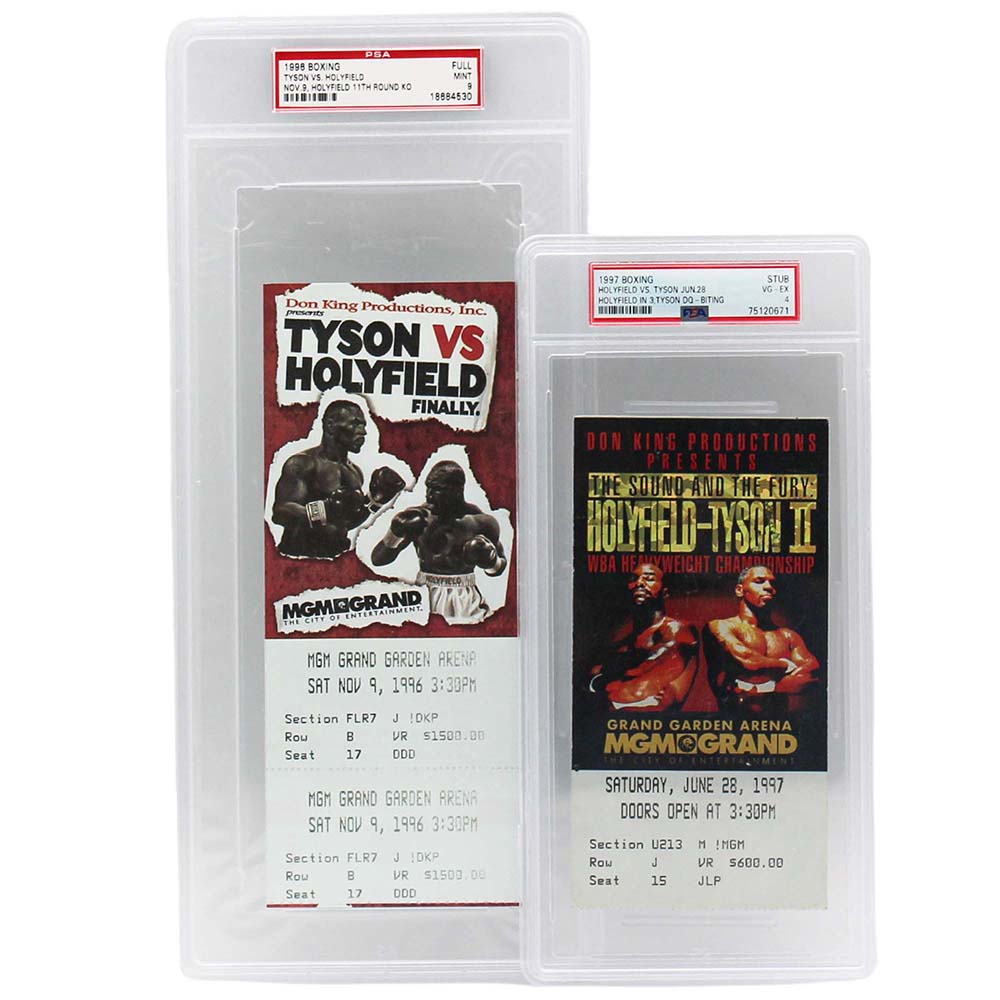 PSA
1996 BOXING FULL
TYSON VS. HOLYFIELD MINT
NOV.9, HOLYFIELD 11TH ROUND KO 9
18884530
Don King Productions, Inc.
presents
TYSON VS
HOLYFIELD
FINALLY.
HOLYFIELD
MGM GRAND
THE CITY OF ENTERTAINMENT.
MGM GRAND GARDEN ARENA
SAT NOV 9, 1996 3:30PM
Section FLR7 J !DKP
Row B VR $1500.00
Seat 17 DDD
MGM GRAND GARDEN ARENA
SAT NOV 9, 1996 3:30PM
Section FLR7 J !DKP
Row B VR $1500.00
Seat 17 DDD
1997 BOXING STUB
HOLYFIELD VS. TYSON JUN.28 VG-EX
HOLYFIELD IN 3,TYSON DQ-BITING 4
PSA 75120671
DON KING PRODUCTIONS
PRESENTS
THE SOUND AND THE FURY:
HOLYFIELD-TYSON II
WBA HEAVYWEIGHT CHAMPIONSHIP
GRAND GARDEN ARENA
MGM GRAND
THE CITY OF ENTERTAINMENT
SATURDAY, JUNE 28, 1997
DOORS OPEN AT 3:30PM
Section U213 M !MGM
Row J VR $600.00
Seat 15 JLP